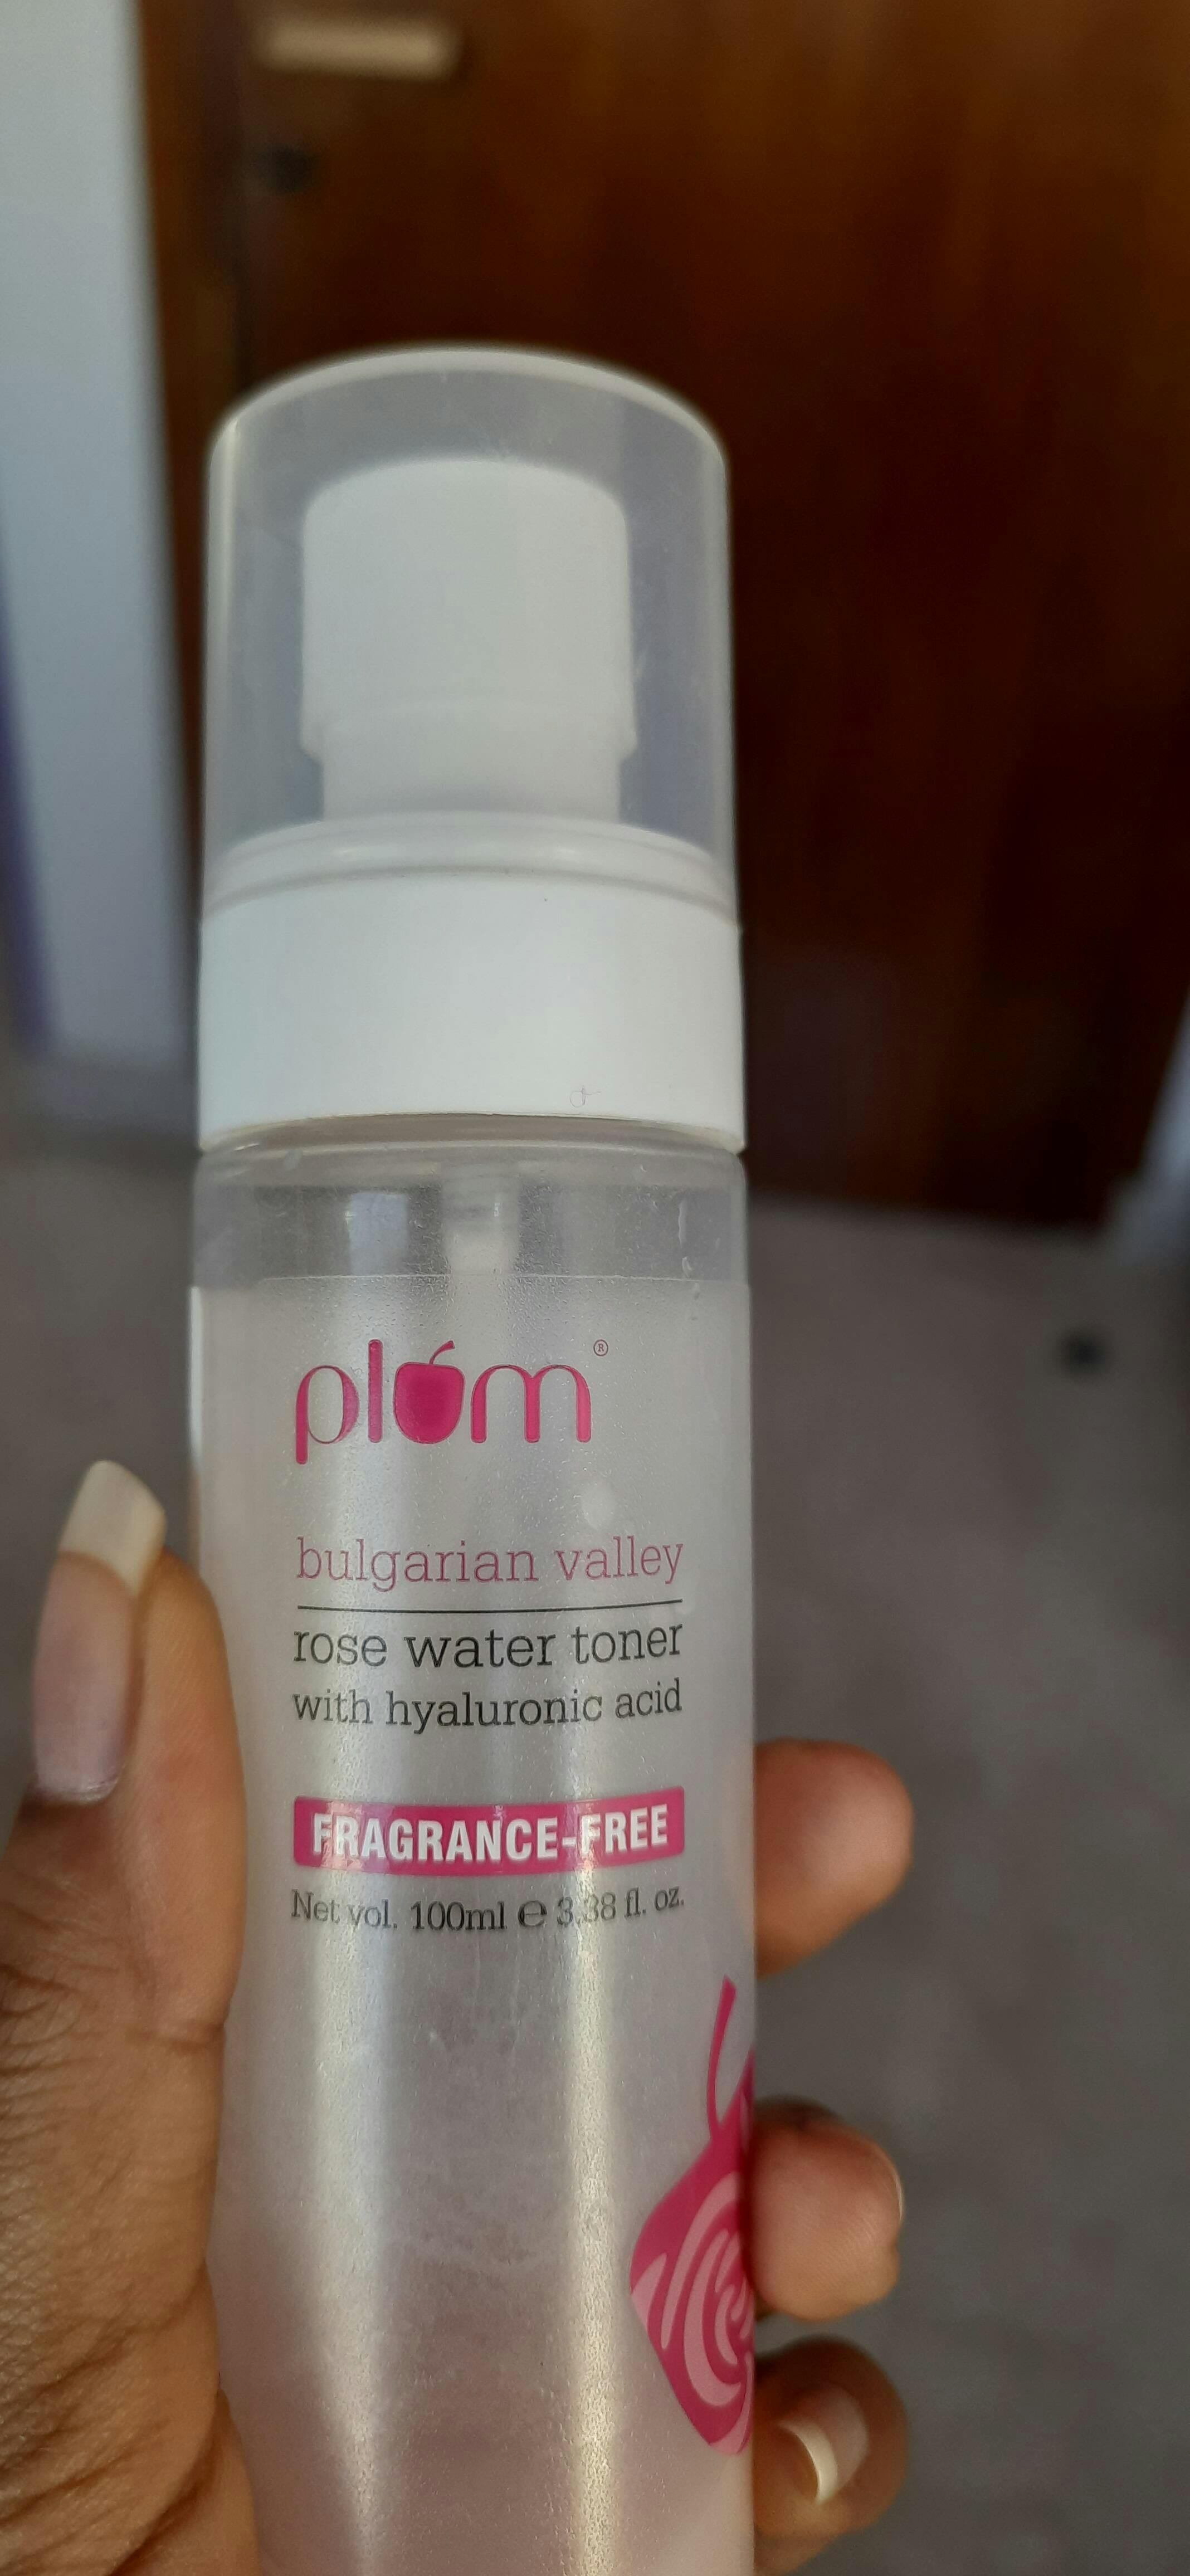 plum®
bulgarian valley
rose water toner
with hyaluronic acid
FRAGRANCE-FREE
Net vol. 100ml ℮ 3.38 fl. oz.